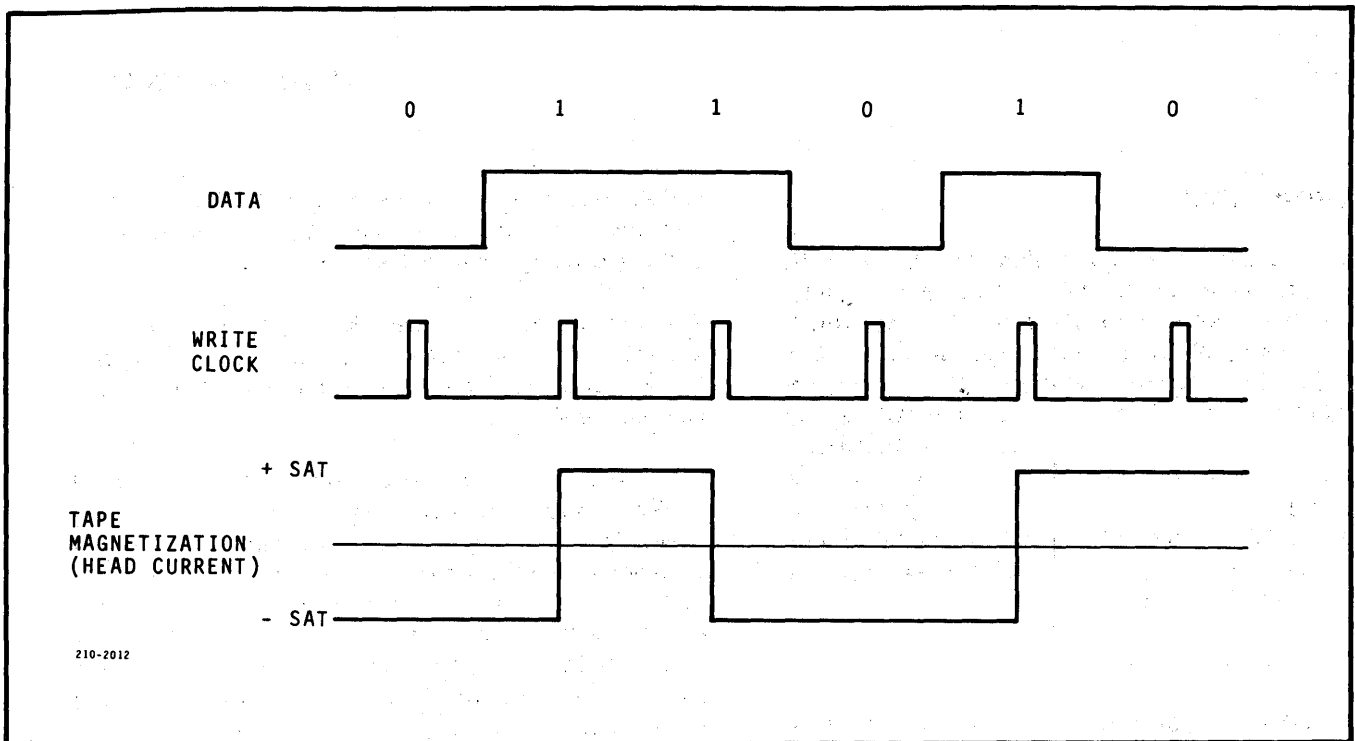 0 1 1 0 1 0
DATA
WRITE
CLOCK
+ SAT
TAPE
MAGNETIZATION
(HEAD CURRENT)
- SAT
210-2012